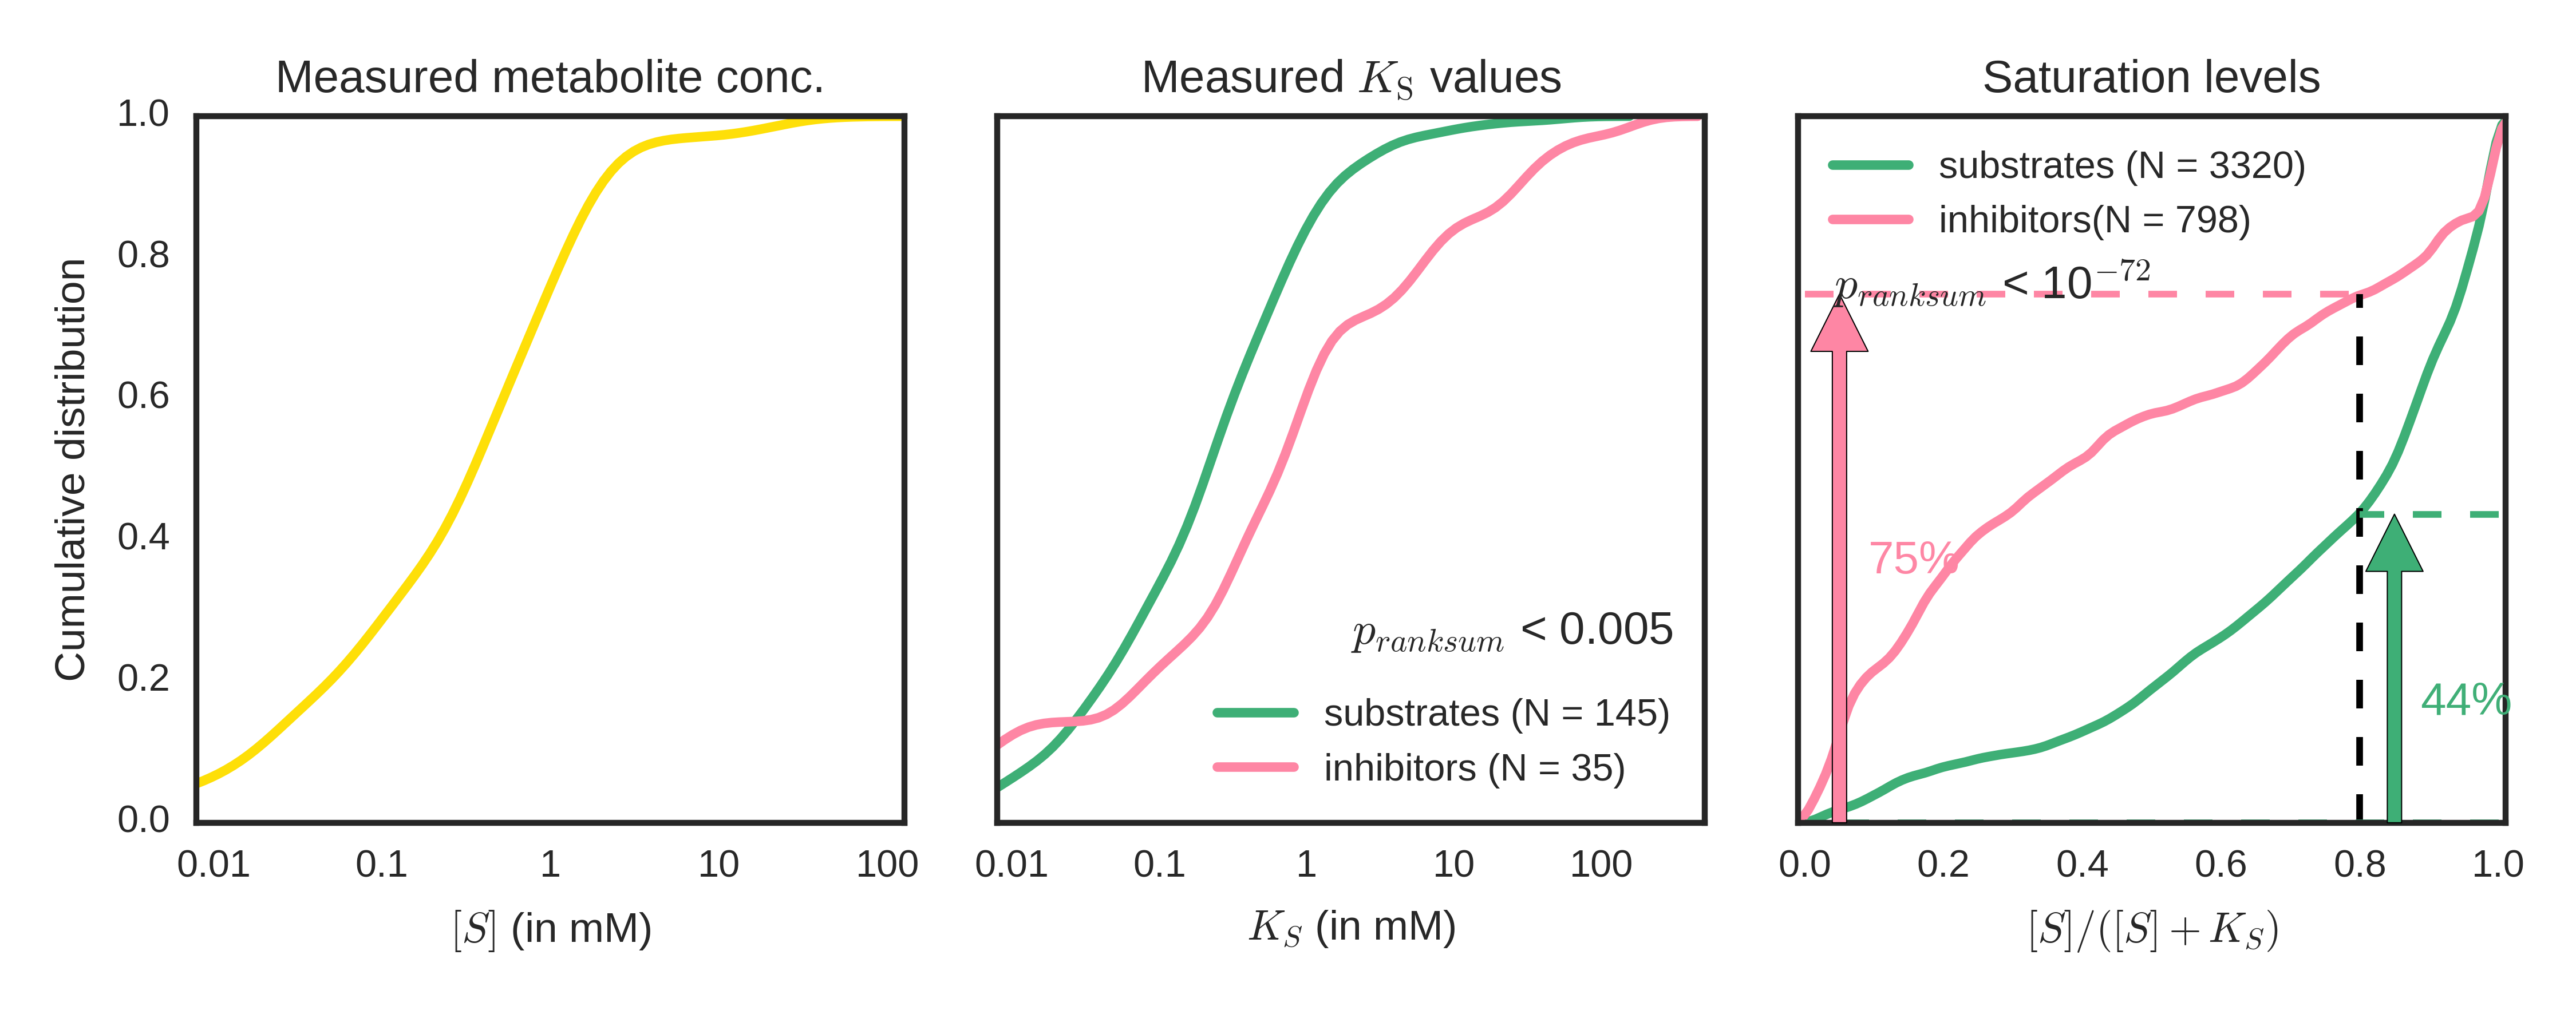 Measured metabolite conc.
Cumulative distribution
1.0
0.8
0.6
0.4
0.2
0.0
0.01 0.1 1 10 100
[S] (in mM)
Measured K_S values
p_ranksum < 0.005
substrates (N = 145)
inhibitors (N = 35)
0.01 0.1 1 10 100
K_S (in mM)
Saturation levels
substrates (N = 3320)
inhibitors(N = 798)
p_ranksum < 10^−72
75%
44%
0.0 0.2 0.4 0.6 0.8 1.0
[S]/([S] + K_S)